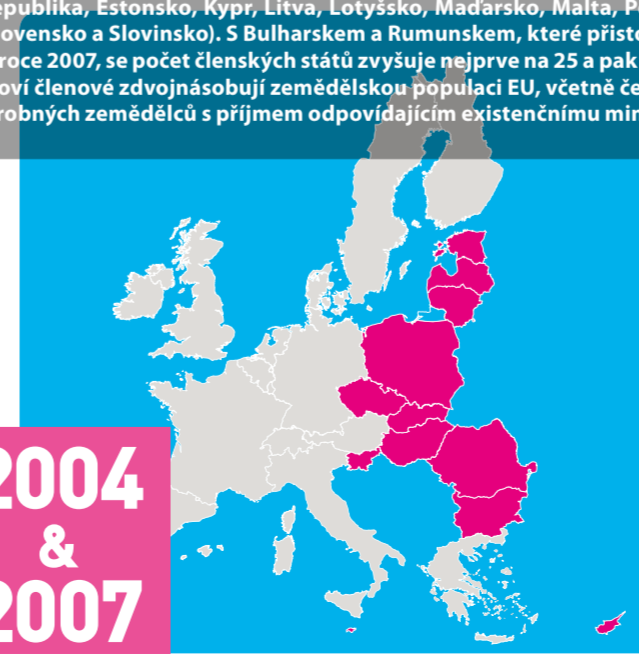 epublika, Estonsko, Kypr, Litva, Lotyšsko, Maďarsko, Malta, P
lovensko a Slovinsko). S Bulharskem a Rumunskem, které přisto
roce 2007, se počet členských států zvyšuje nejprve na 25 a pak
oví členové zdvojnásobují zemědělskou populaci EU, včetně če
robných zemědělců s příjmem odpovídajícím existenčnímu min
2004
&
2007